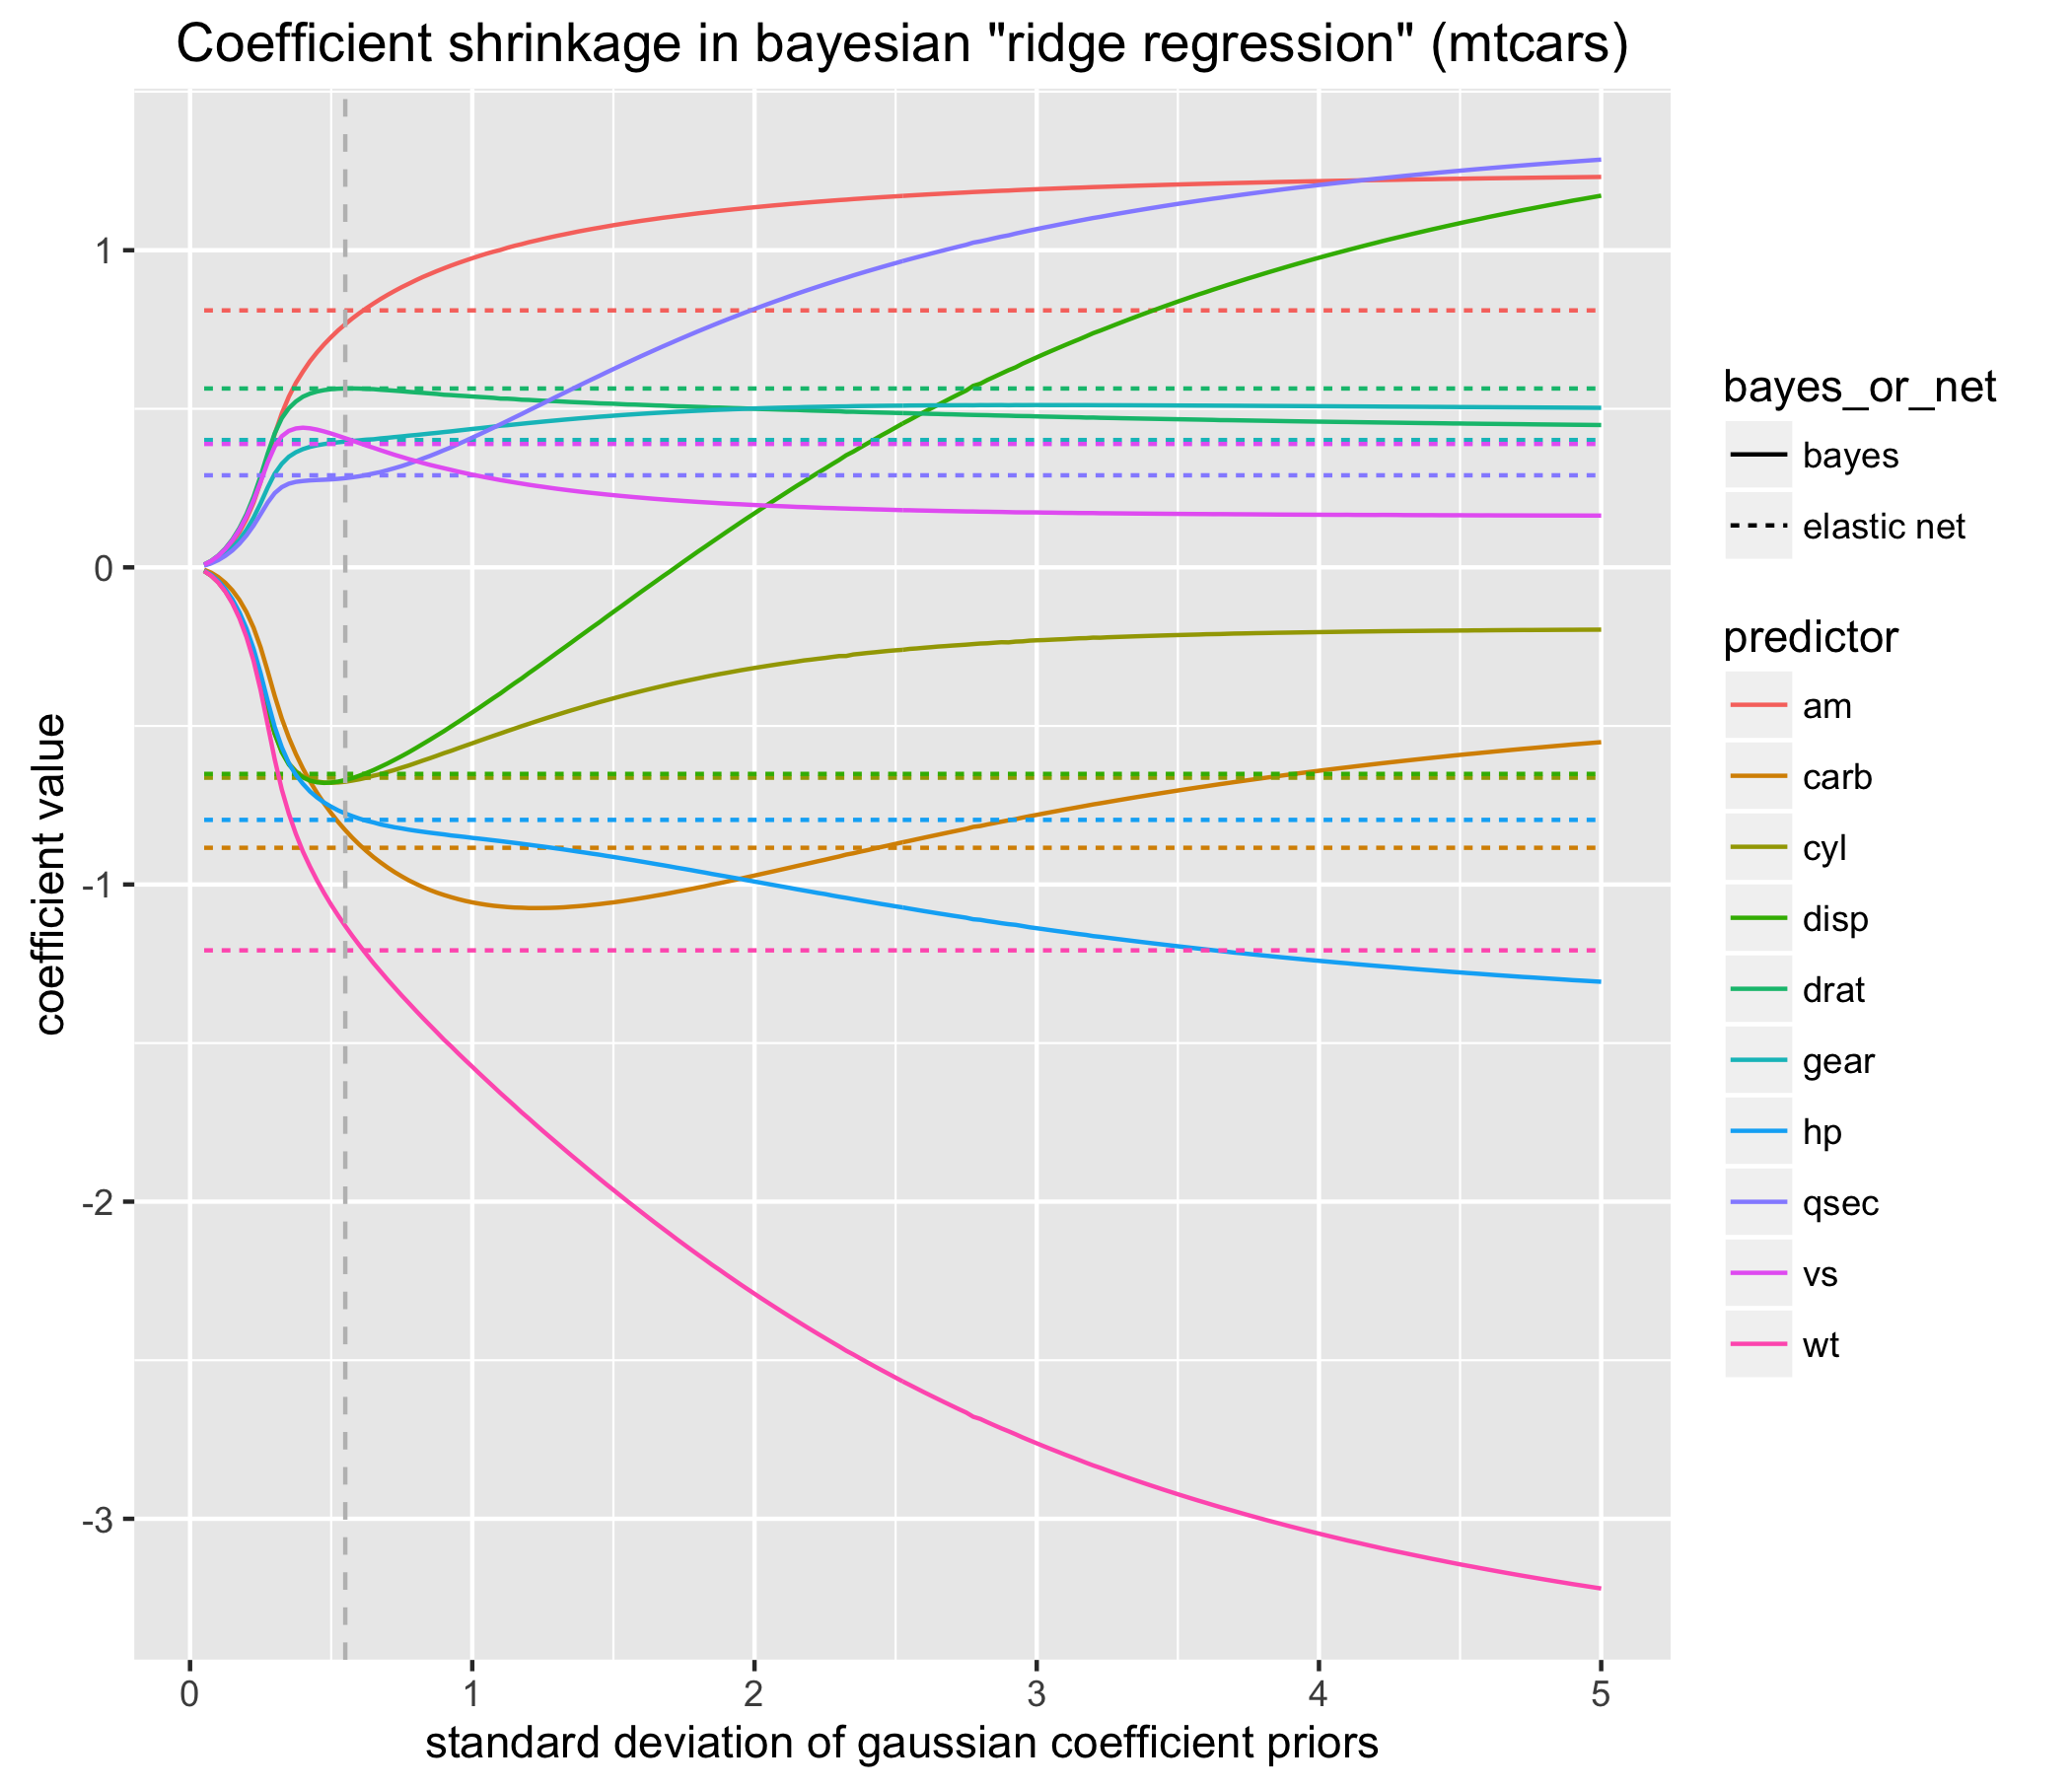 Coefficient shrinkage in bayesian "ridge regression" (mtcars)
coefficient value
1
0
-1
-2
-3
0 1 2 3 4 5
standard deviation of gaussian coefficient priors
bayes_or_net
bayes
elastic net
predictor
am
carb
cyl
disp
drat
gear
hp
qsec
vs
wt